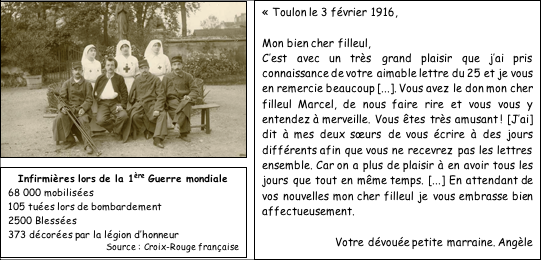 Infirmières lors de la 1ère Guerre mondiale
68 000 mobilisées
105 tuées lors de bombardement
2500 Blessées
373 décorées par la légion d'honneur
Source : Croix-Rouge française
« Toulon le 3 février 1916,
Mon bien cher filleul,
C'est avec un très grand plaisir que j'ai pris
connaissance de votre aimable lettre du 25 et je vous
en remercie beaucoup [...]. Vous avez le don mon cher
filleul Marcel, de nous faire rire et vous vous y
entendez à merveille. Vous êtes très amusant ! [J'ai]
dit à mes deux sœurs de vous écrire à des jours
différents afin que vous ne recevrez pas les lettres
ensemble. Car on a plus de plaisir à en avoir tous les
jours que tout en même temps. [...] En attendant de
vos nouvelles mon cher filleul je vous embrasse bien
affectueusement.
Votre dévouée petite marraine. Angèle